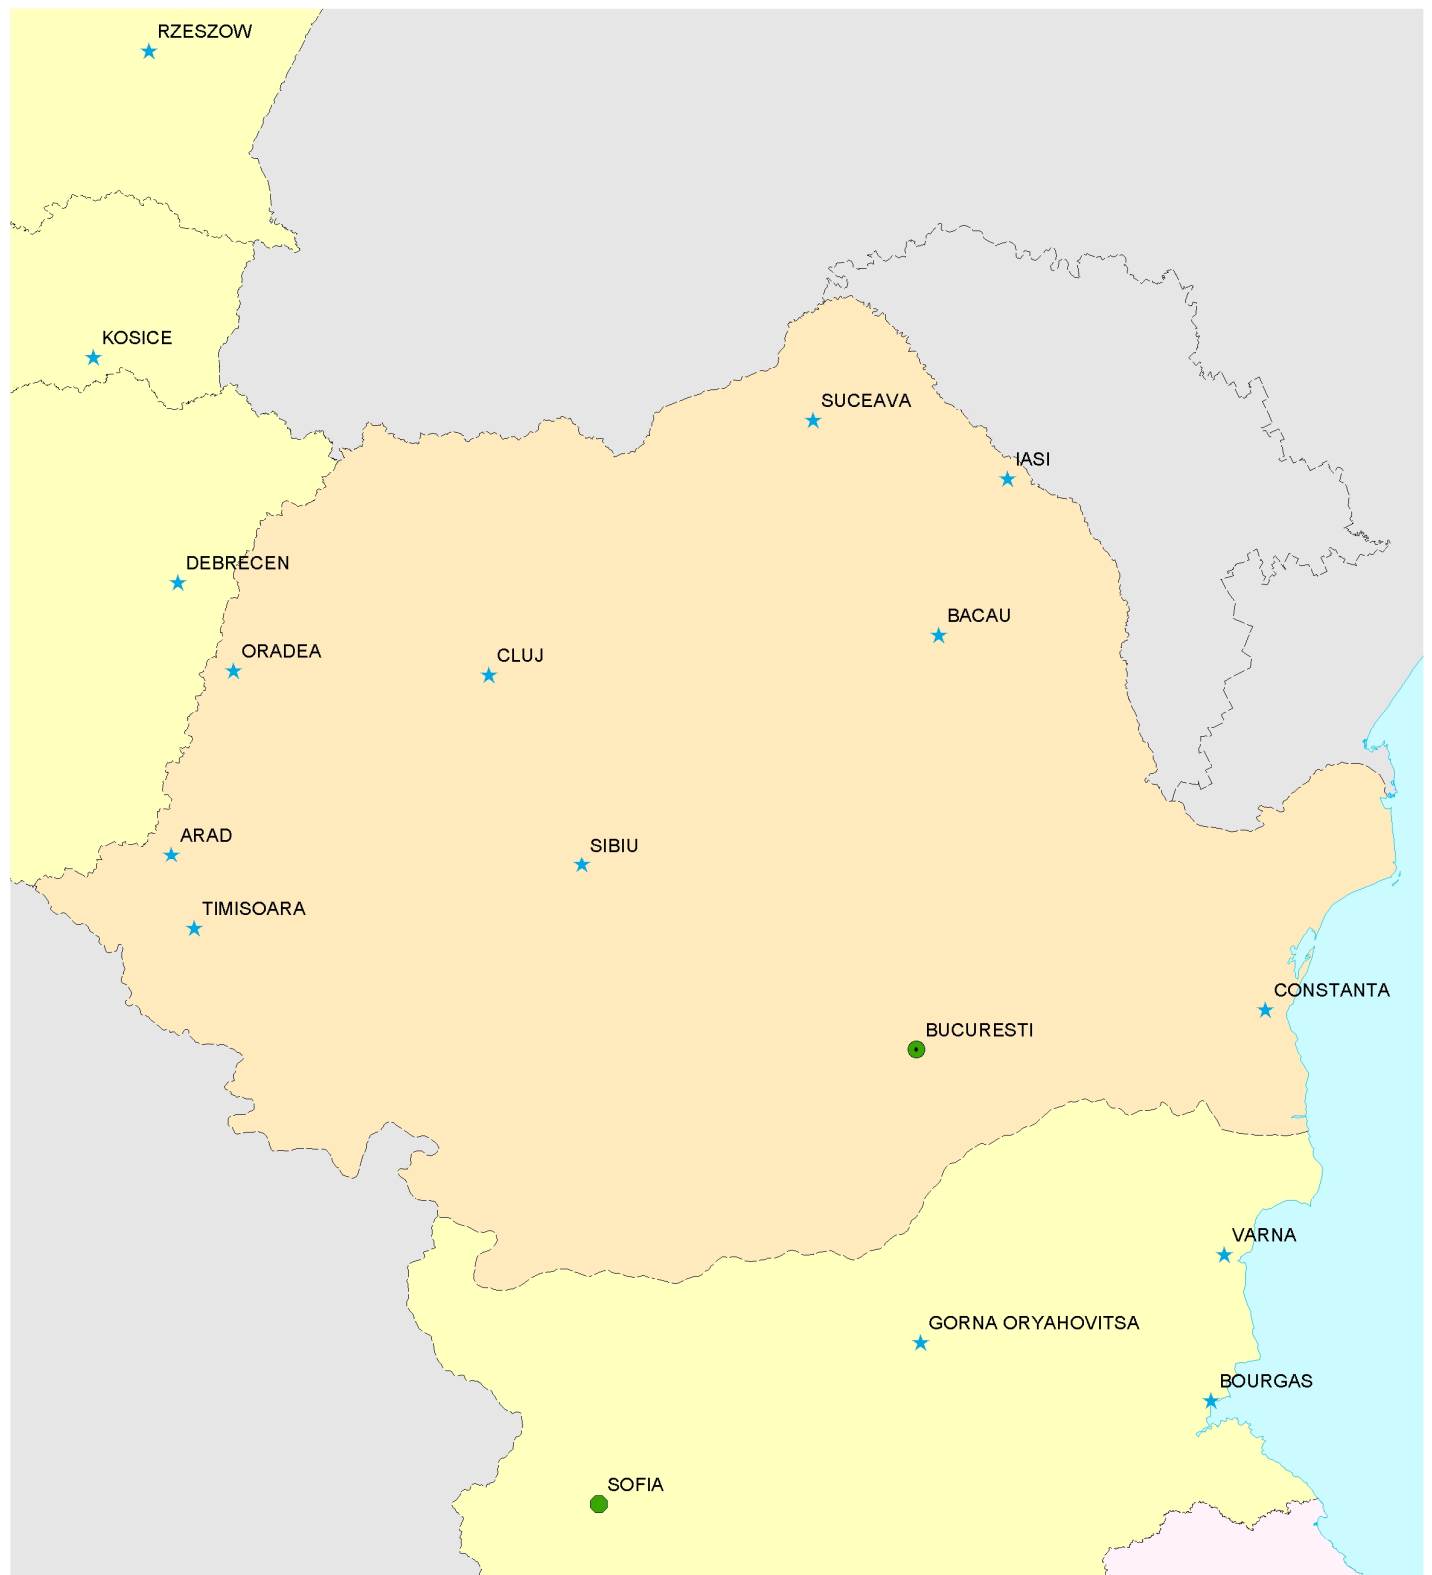 RZESZOW
KOSICE
SUCEAVA
IASI
DEBRECEN
BACAU
ORADEA
CLUJ
ARAD
SIBIU
TIMISOARA
CONSTANTA
BUCURESTI
VARNA
GORNA ORYAHOVITSA
BOURGAS
SOFIA